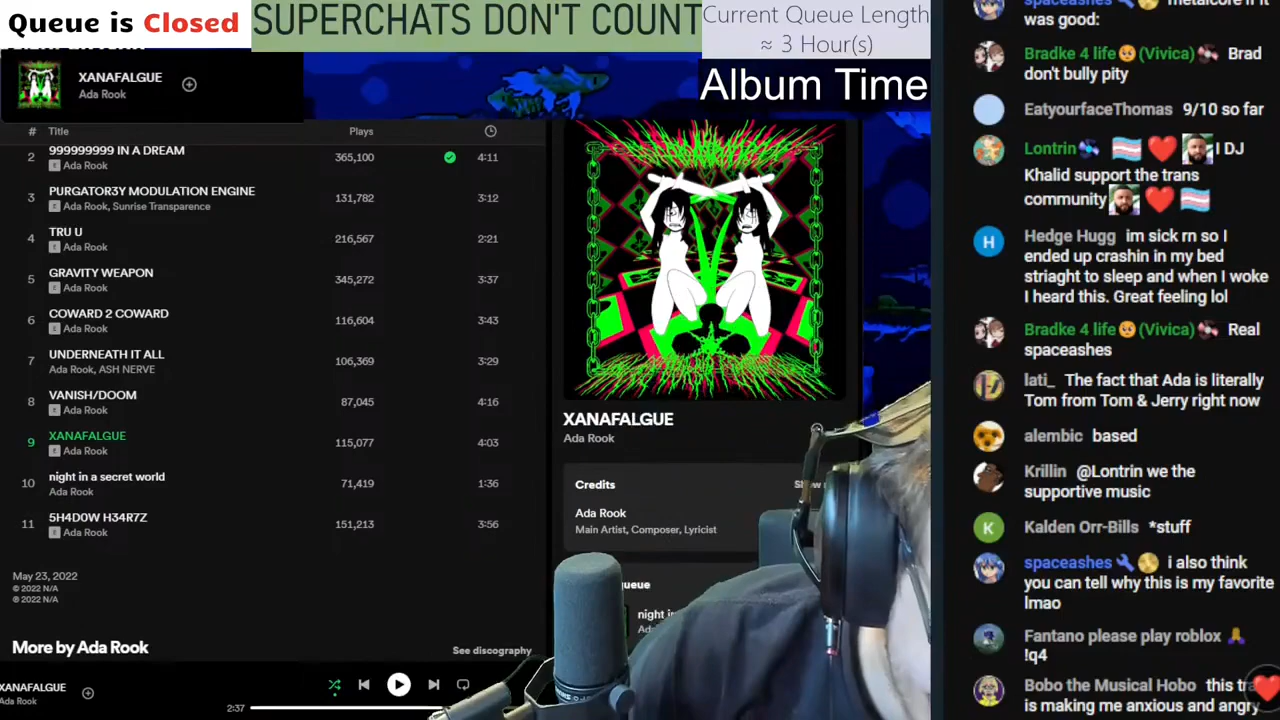 Queue is Closed
SUPERCHATS DON'T COUNT
Current Queue Length
≈ 3 Hour(s)
Album Time
XANAFALGUE
Ada Rook
# Title Plays
2 999999999 IN A DREAM 365,100 4:11
E Ada Rook
3 PURGATOR3Y MODULATION ENGINE 131,782 3:12
E Ada Rook, Sunrise Transparence
4 TRU U 216,567 2:21
E Ada Rook
5 GRAVITY WEAPON 345,272 3:37
E Ada Rook
6 COWARD 2 COWARD 116,604 3:43
E Ada Rook
7 UNDERNEATH IT ALL 106,369 3:29
Ada Rook, ASH NERVE
8 VANISH/DOOM 87,045 4:16
E Ada Rook
9 XANAFALGUE 115,077 4:03
E Ada Rook
10 night in a secret world 71,419 1:36
Ada Rook
11 5H4D0W H34R7Z 151,213 3:56
E Ada Rook
May 23, 2022
© 2022 N/A
℗ 2022 N/A
More by Ada Rook
See discography
XANAFALGUE
Ada Rook
2:37
XANAFALGUE
Ada Rook
Credits
Ada Rook
Main Artist, Composer, Lyricist
ueue
night in
spaceashes metalcore if it
was good:
Bradke 4 life (Vivica) Brad
don't bully pity
EatyourfaceThomas 9/10 so far
Lontrin I DJ
Khalid support the trans
community
Hedge Hugg im sick rn so I
ended up crashin in my bed
striaght to sleep and when I woke
I heard this. Great feeling lol
Bradke 4 life (Vivica) Real
spaceashes
lati_ The fact that Ada is literally
Tom from Tom & Jerry right now
alembic based
Krillin @Lontrin we the
supportive music
Kalden Orr-Bills *stuff
spaceashes i also think
you can tell why this is my favorite
lmao
Fantano please play roblox
!q4
Bobo the Musical Hobo this
is making me anxious and angry